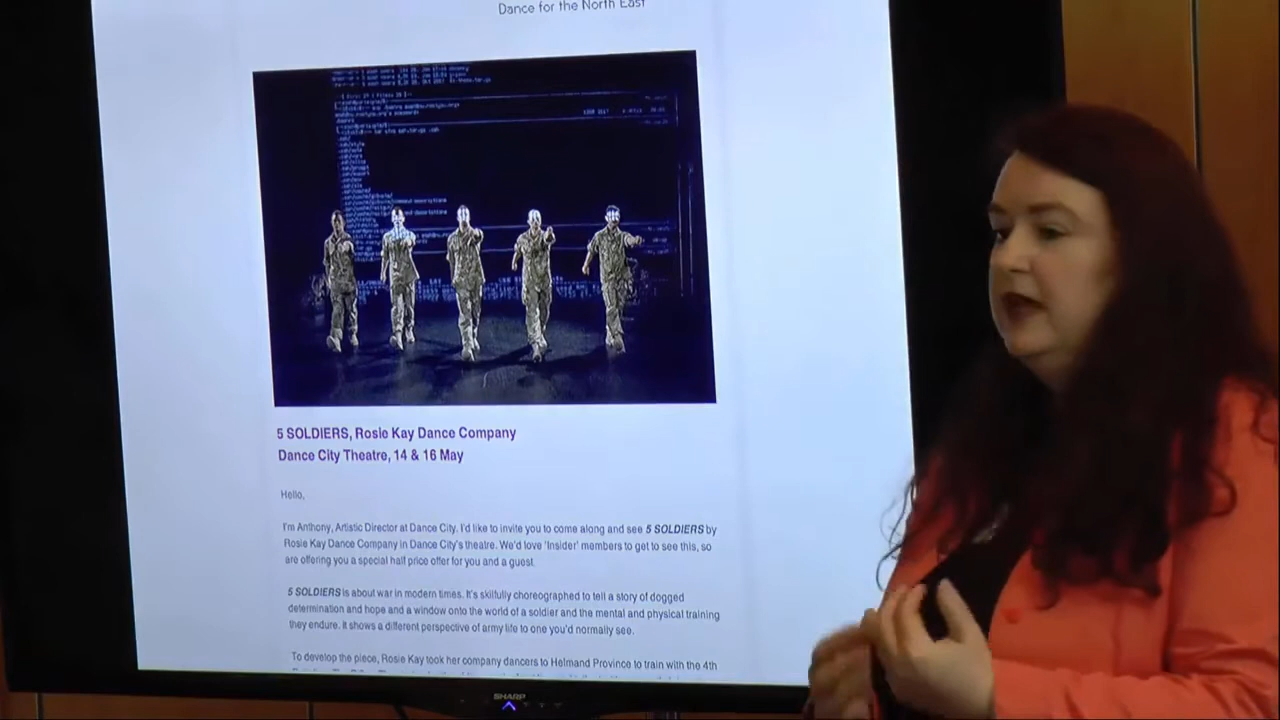 Dance for the North East
5 SOLDIERS, Rosie Kay Dance Company
Dance City Theatre, 14 & 16 May
Hello,
I'm Anthony, Artistic Director at Dance City. I'd like to invite you to come along and see 5 SOLDIERS by
Rosie Kay Dance Company in Dance City's theatre. We'd love 'Insider' members to get to see this, so
are offering you a special half price offer for you and a guest.
5 SOLDIERS is about war in modern times. It's skilfully choreographed to tell a story of dogged
determination and hope and a window onto the world of a soldier and the mental and physical training
they endure. It shows a different perspective of army life to one you'd normally see.
To develop the piece, Rosie Kay took her company dancers to Helmand Province to train with the 4th
SHARP